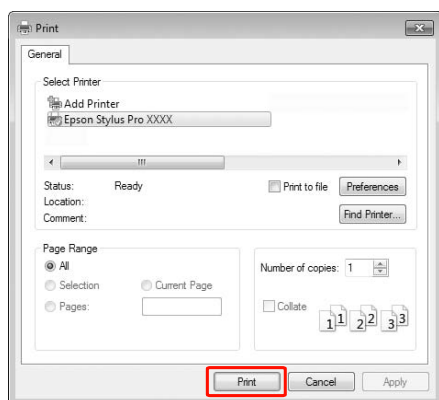 Print
General
Select Printer
Add Printer
Epson Stylus Pro XXXX
Status: Ready
Print to file
Preferences
Location:
Comment:
Find Printer...
Page Range
All
Selection
Current Page
Pages:
Number of copies: 1
Collate
1 1 2 2 3 3
Print
Cancel
Apply